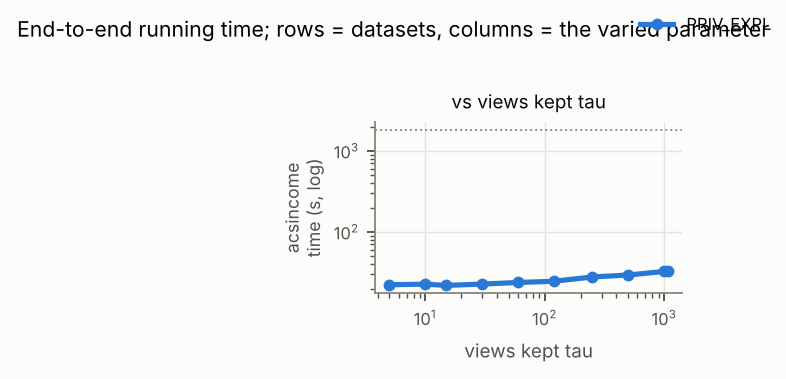 End-to-end running time; rows = datasets, columns = the varied parameter
PRIV_EXPL
vs views kept tau
acsincome
time (s, log)
10³
10²
10¹
10²
10³
views kept tau